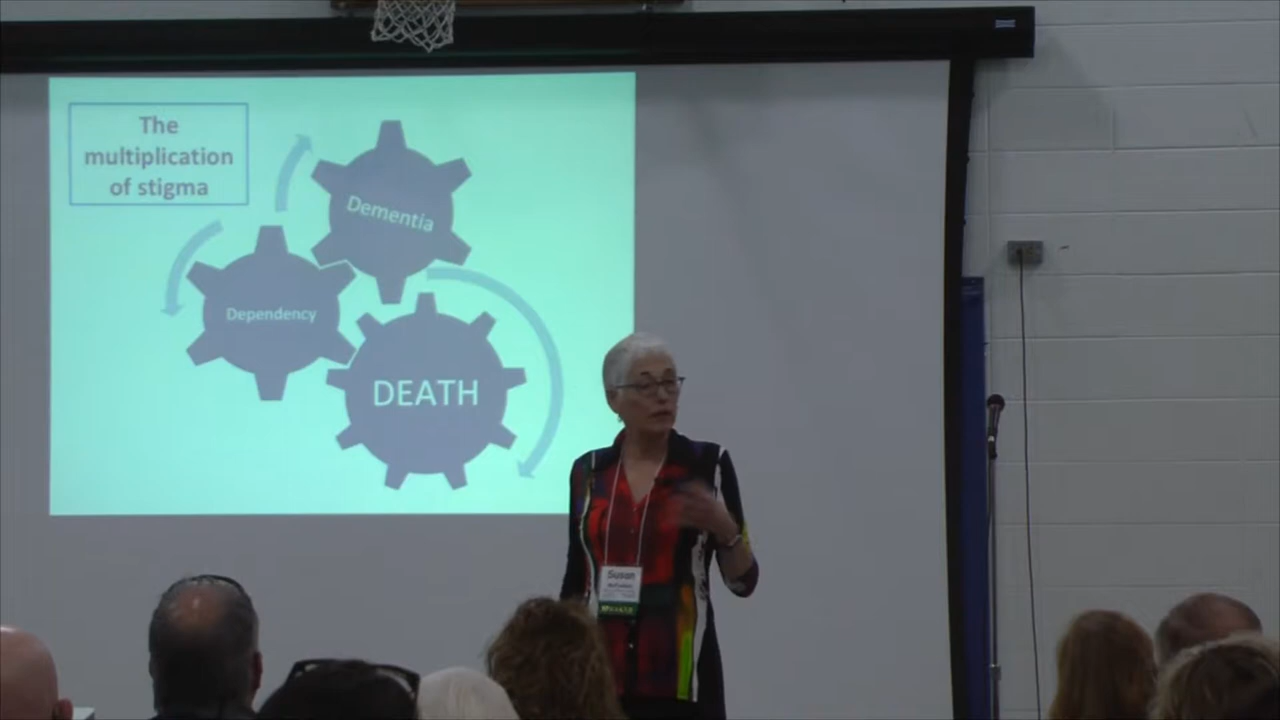 The
multiplication
of stigma
Dementia
Dependency
DEATH
Susan